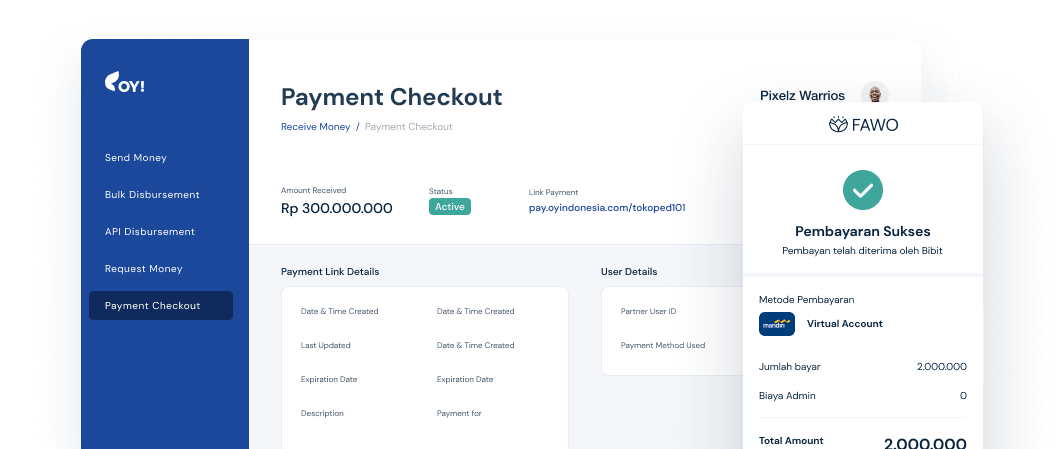 OY!
Send Money
Bulk Disbursement
API Disbursement
Request Money
Payment Checkout
Payment Checkout
Pixelz Warrios
Receive Money / Payment Checkout
Amount Received
Rp 300.000.000
Status
Active
Link Payment
pay.oyindonesia.com/tokoped101
Payment Link Details
Date & Time Created Date & Time Created
Last Updated Date & Time Created
Expiration Date Expiration Date
Description Payment for
User Details
Partner User ID
Payment Method Used
FAWO
Pembayaran Sukses
Pembayan telah diterima oleh Bibit
Metode Pembayaran
mandiri Virtual Account
Jumlah bayar 2.000.000
Biaya Admin 0
Total Amount 2.000.000